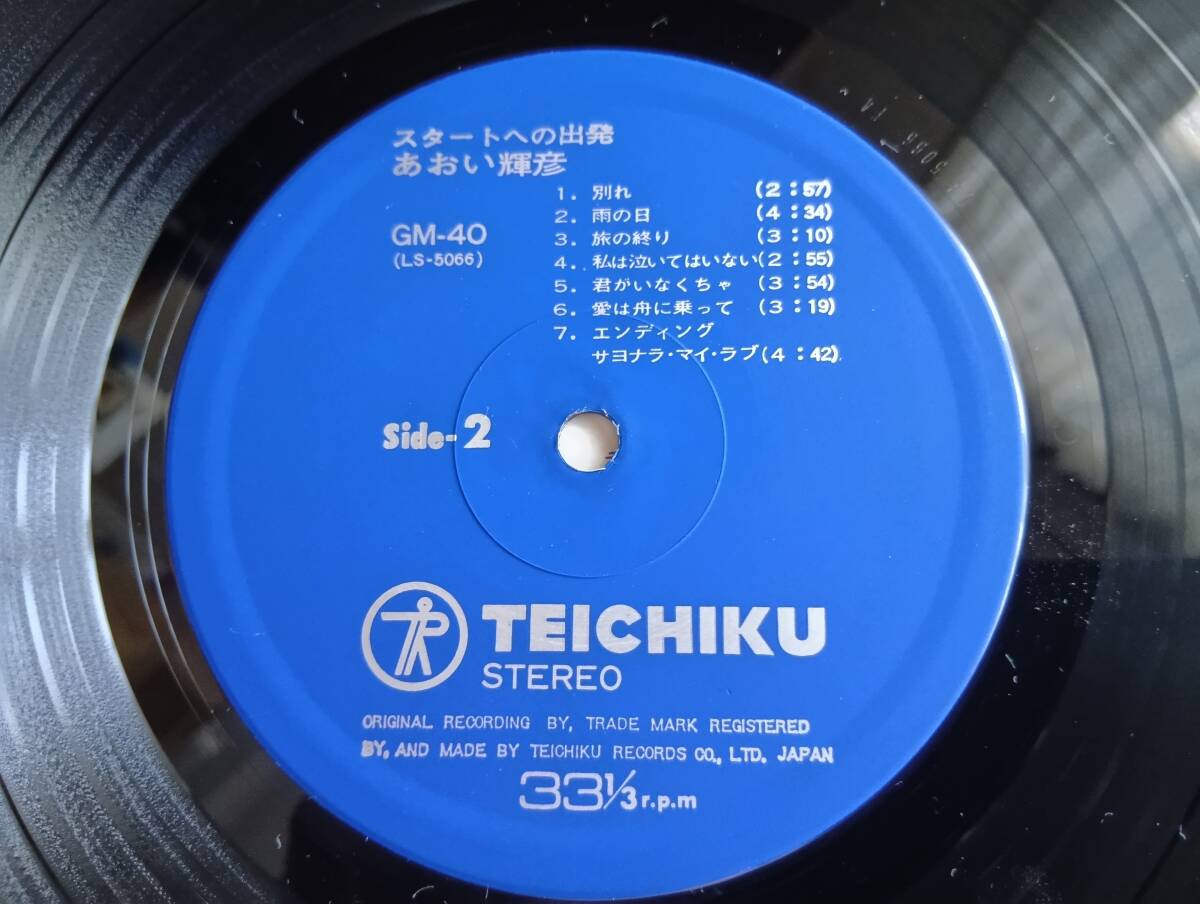 スタートへの出発
あおい輝彦
GM-40
(LS-5066)
1. 別れ (2:57)
2. 雨の日 (4:34)
3. 旅の終り (3:10)
4. 私は泣いてはいない(2:55)
5. 君がいなくちゃ (3:54)
6. 愛は舟に乗って (3:19)
7. エンディング
サヨナラ・マイ・ラブ(4:42)
Side-2
TEICHIKU
STEREO
ORIGINAL RECORDING BY, TRADE MARK REGISTERED
BY, AND MADE BY TEICHIKU RECORDS CO., LTD. JAPAN
33 1/3 r.p.m